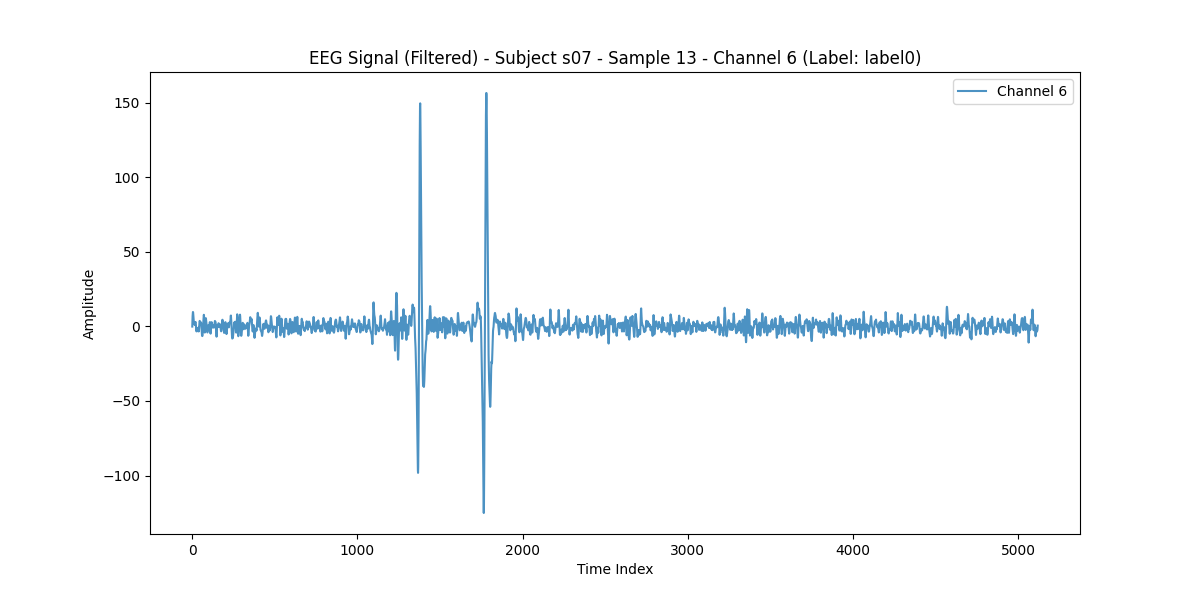 EEG Signal (Filtered) - Subject s07 - Sample 13 - Channel 6 (Label: label0)
Channel 6
150
100
50
0
−50
−100
Amplitude
0 1000 2000 3000 4000 5000
Time Index